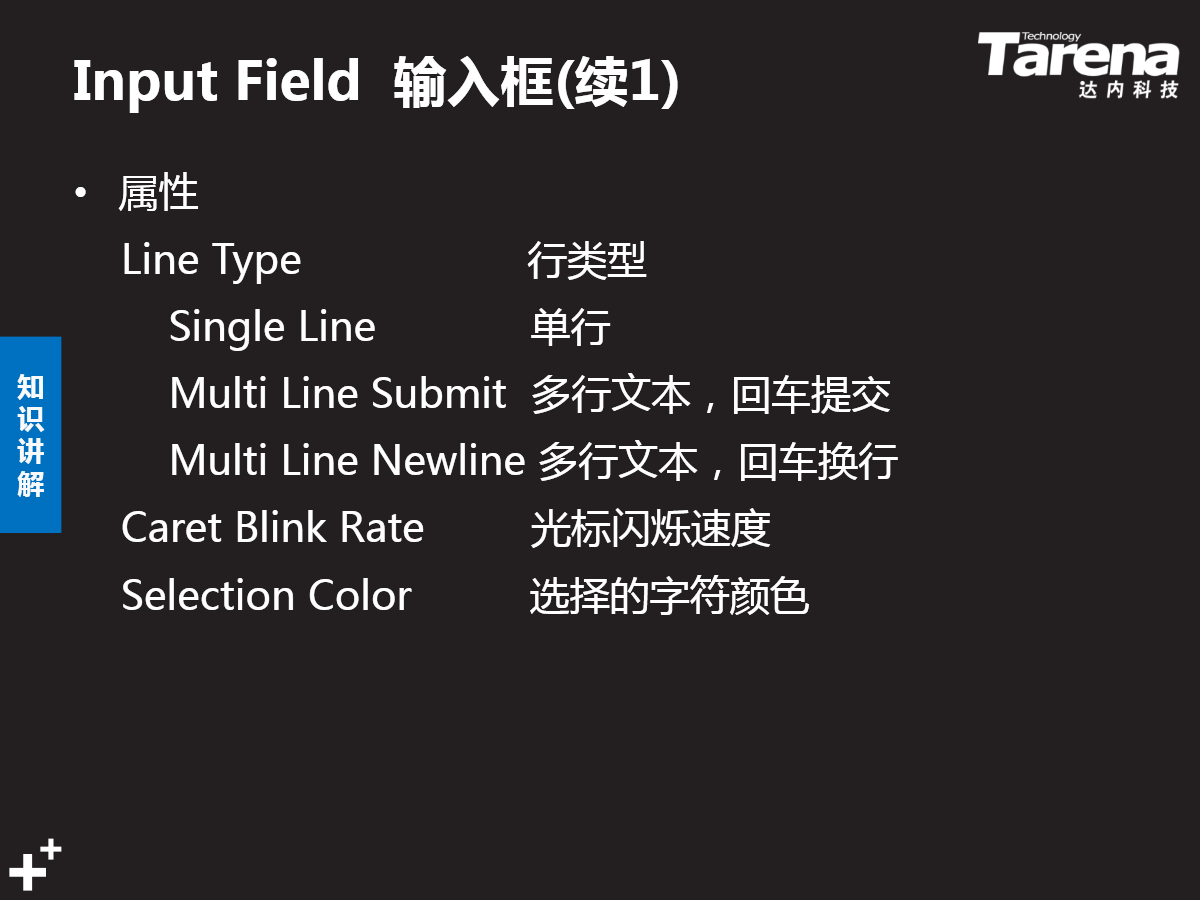 Input Field 输入框(续1)
Technology
Tarena
达内科技
• 属性
Line Type 行类型
Single Line 单行
Multi Line Submit 多行文本，回车提交
Multi Line Newline 多行文本，回车换行
Caret Blink Rate 光标闪烁速度
Selection Color 选择的字符颜色
知识讲解